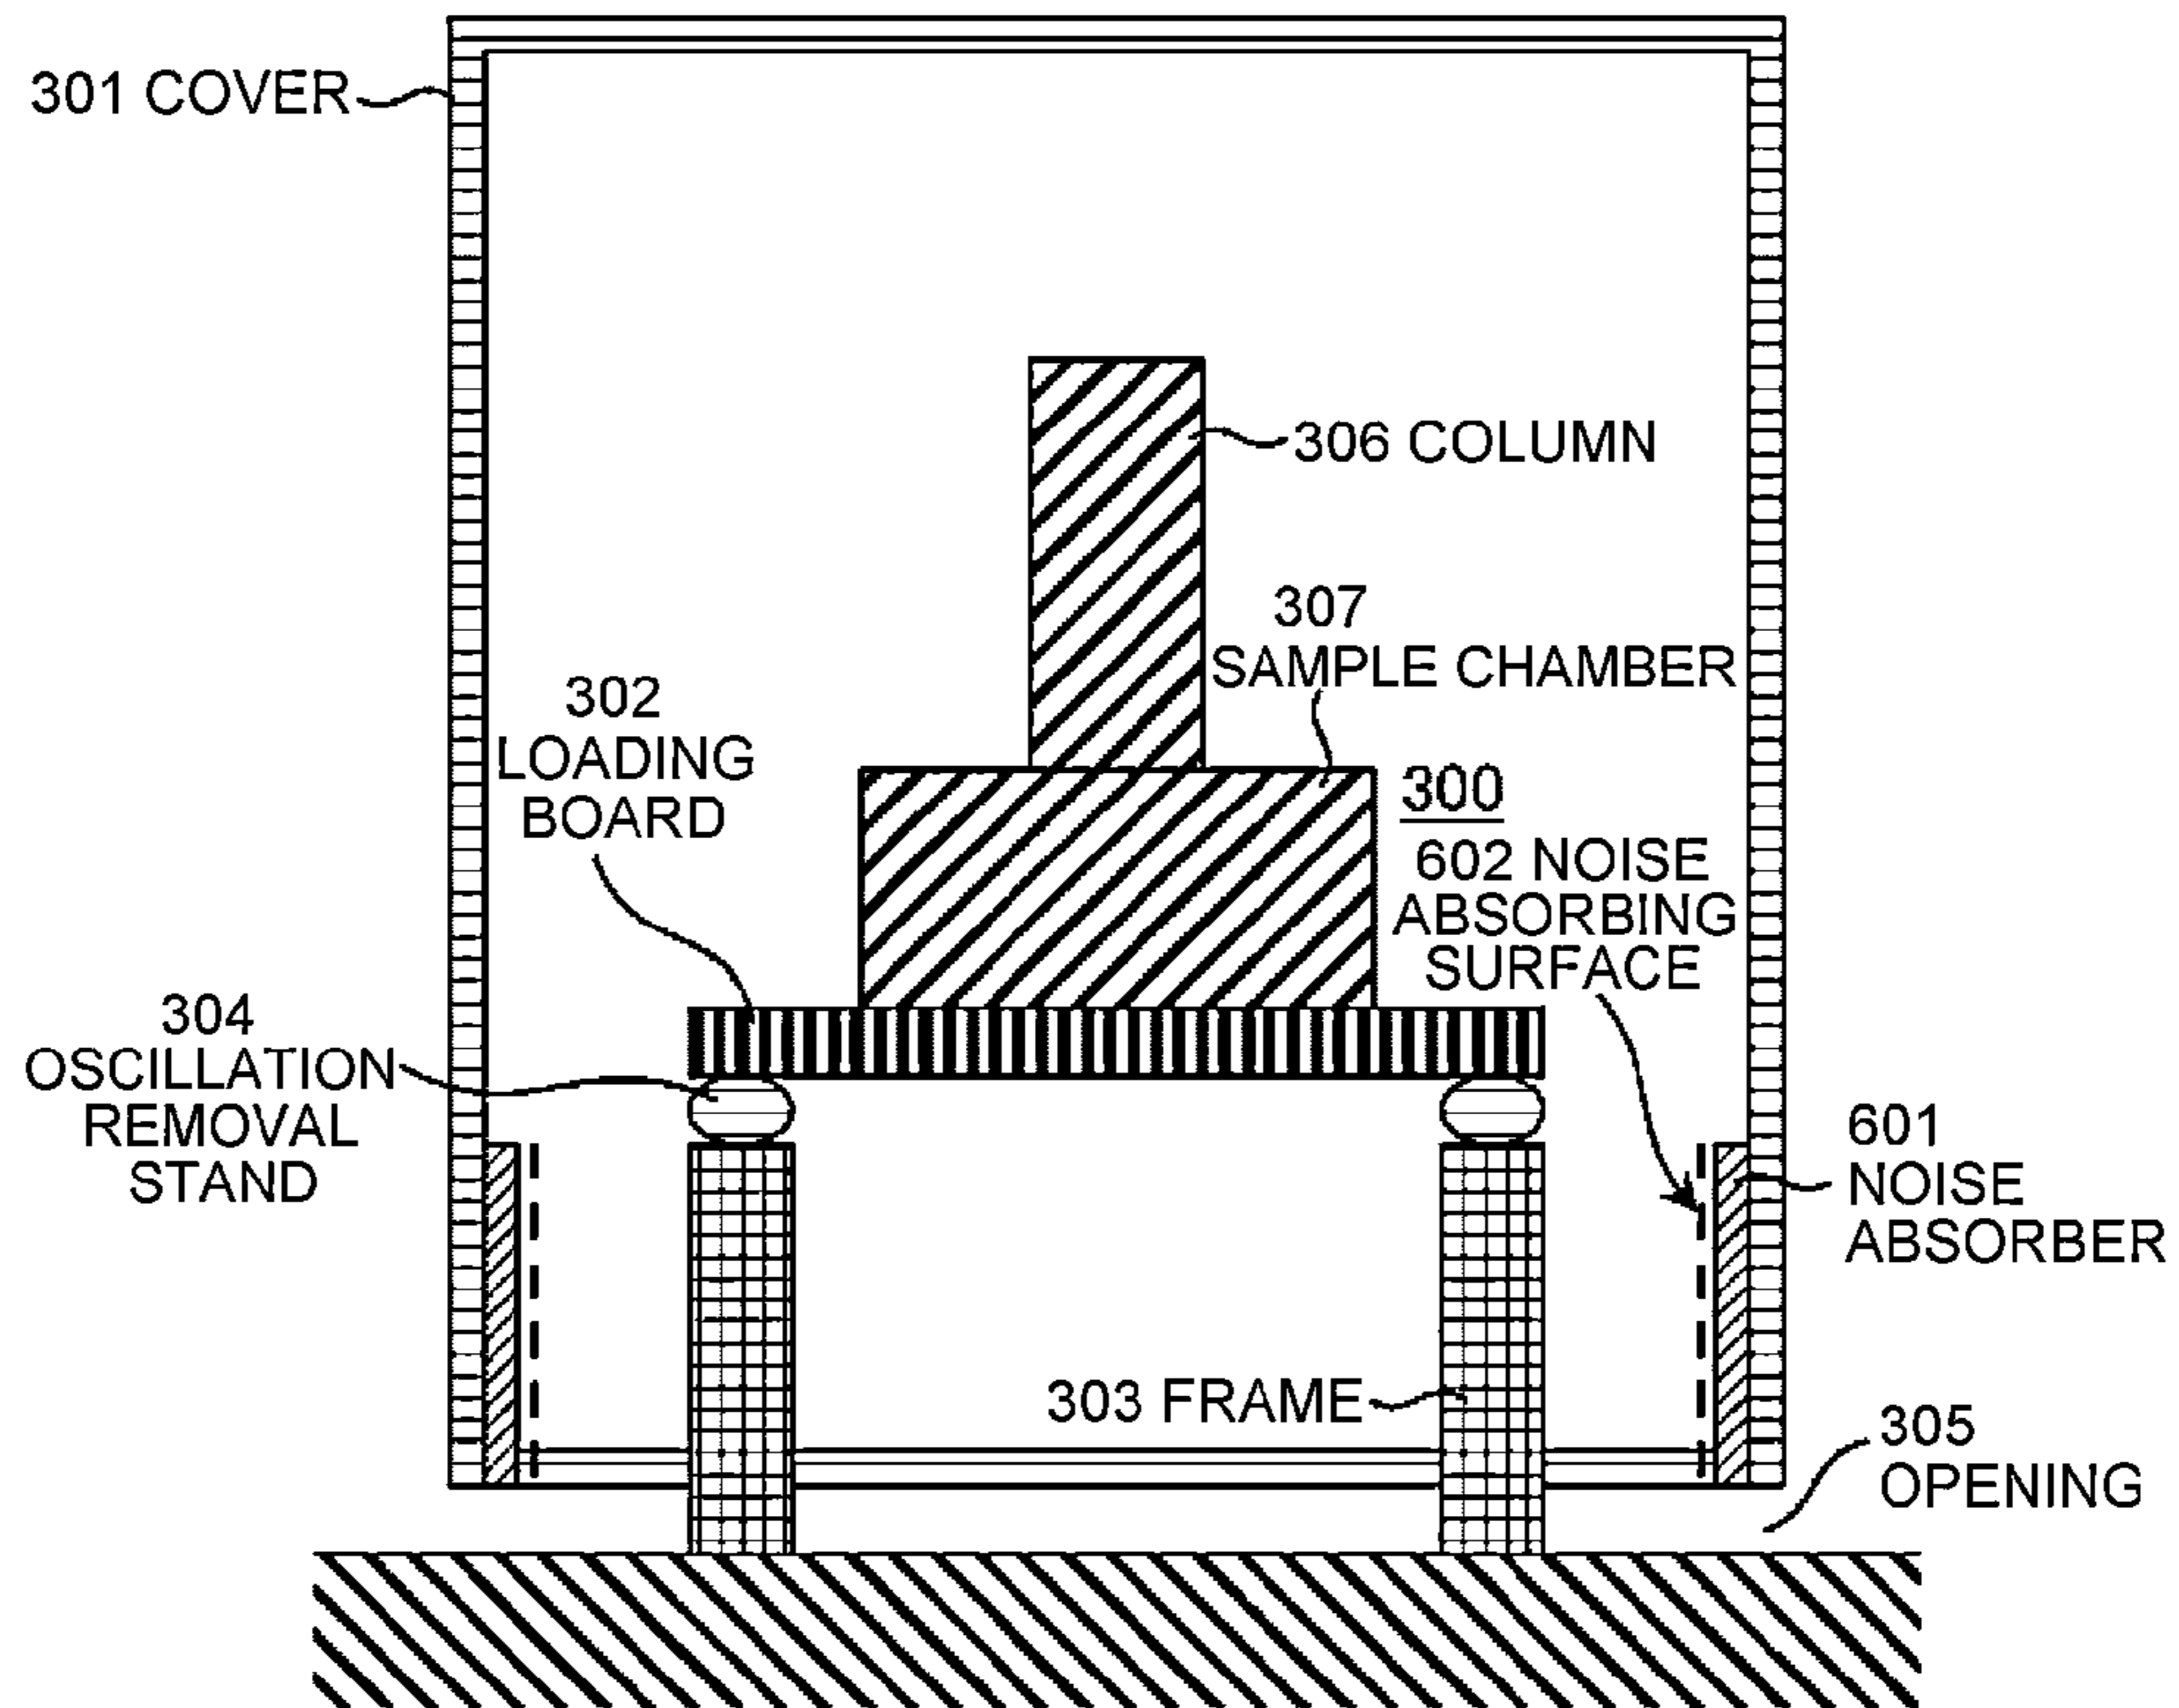 301 COVER
306 COLUMN
307
SAMPLE CHAMBER
302
LOADING
BOARD
300
602 NOISE
ABSORBING
SURFACE
304
OSCILLATION
REMOVAL
STAND
601
NOISE
ABSORBER
303 FRAME
305
OPENING